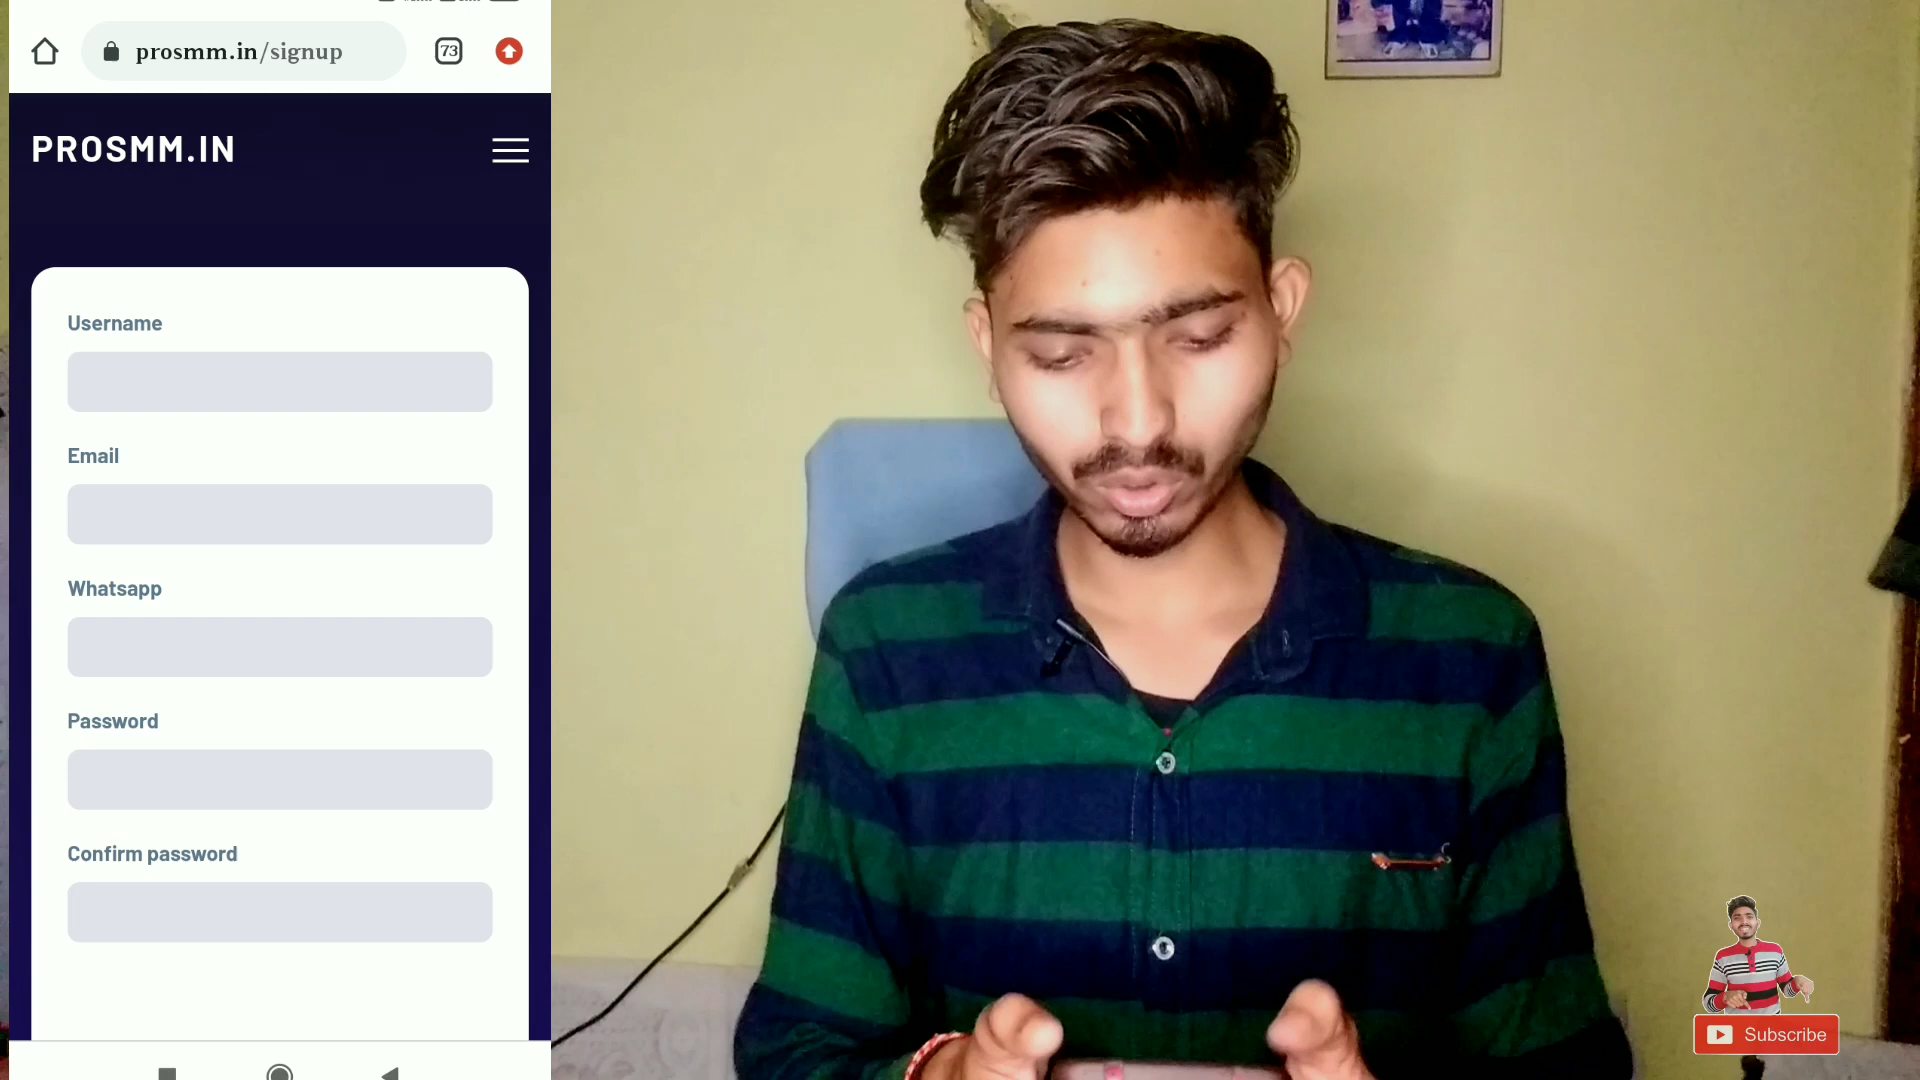 prosmm.in/signup
73
PROSMM.IN
Username
Email
Whatsapp
Password
Confirm password
Subscribe